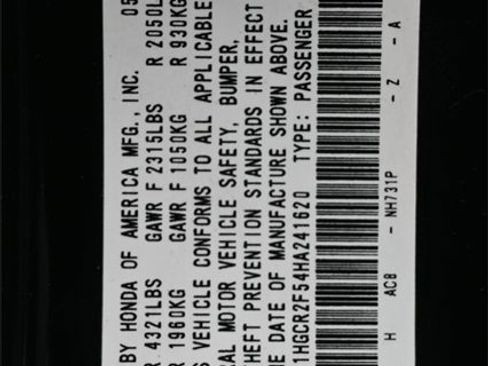 BY HONDA OF AMERICA MFG., INC. 05
R 4321LBS GAWR F 2315LBS R 2050L
R 1960KG GAWR F 1050KG R 930KG
S VEHICLE CONFORMS TO ALL APPLICABLE
RAL MOTOR VEHICLE SAFETY, BUMPER,
THEFT PREVENTION STANDARDS IN EFFECT
HE DATE OF MANUFACTURE SHOWN ABOVE.
1HGCR2F54HA241620 TYPE: PASSENGER
H AC8 - NH731P - Z - A